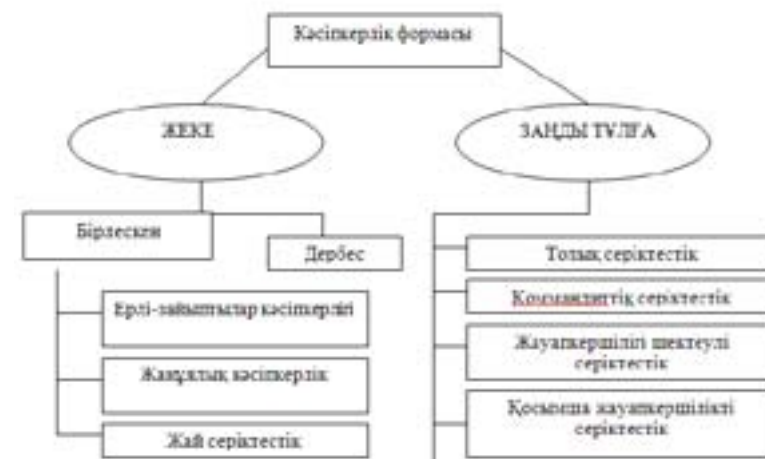 Кәсіпкерлік формасы
ЖЕКЕ
ЗАҢДЫ ТҰЛҒА
Бірлескен
Дербес
Ерлі-зайыптылар кәсіпкерлігі
Жанұялық кәсіпкерлік
Жай серіктестік
Толық серіктестік
Коммандиттік серіктестік
Жауапкершілігі шектеулі
серіктестік
Қосымша жауапкершілікті
серіктестік